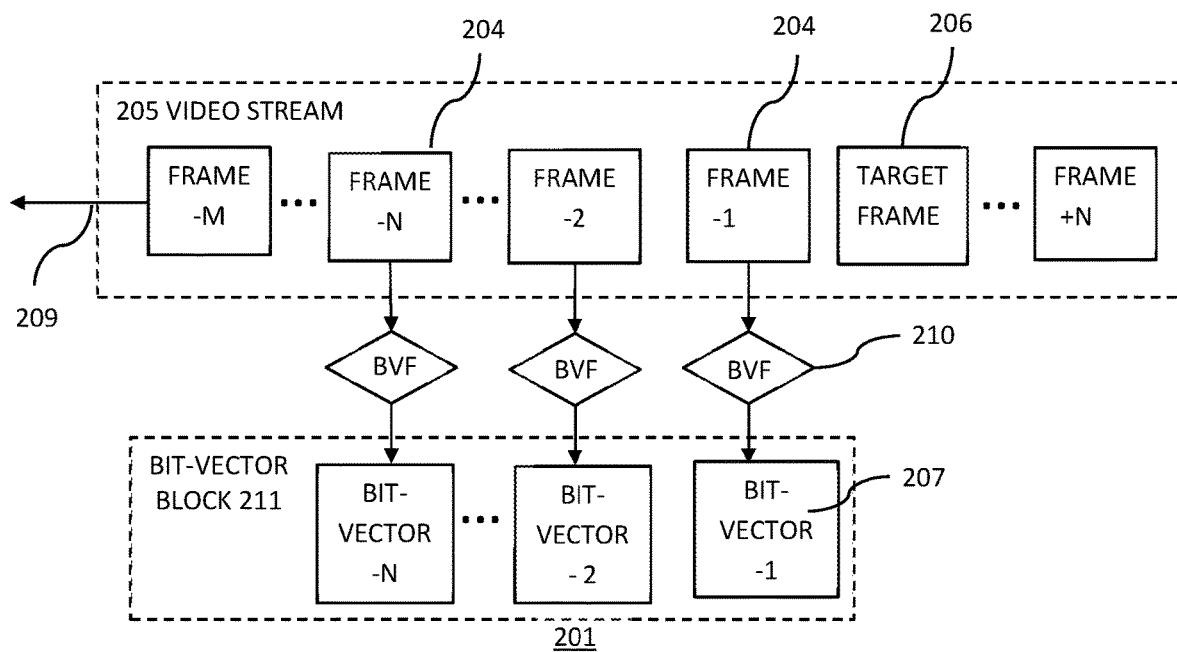 204
204
206
205 VIDEO STREAM
FRAME
-M
...
FRAME
-N
...
FRAME
-2
FRAME
-1
TARGET
FRAME
...
FRAME
+N
209
BVF
BVF
BVF
210
BIT-VECTOR
BLOCK 211
BIT-
VECTOR
-N
...
BIT-
VECTOR
- 2
BIT-
VECTOR
-1
207
201